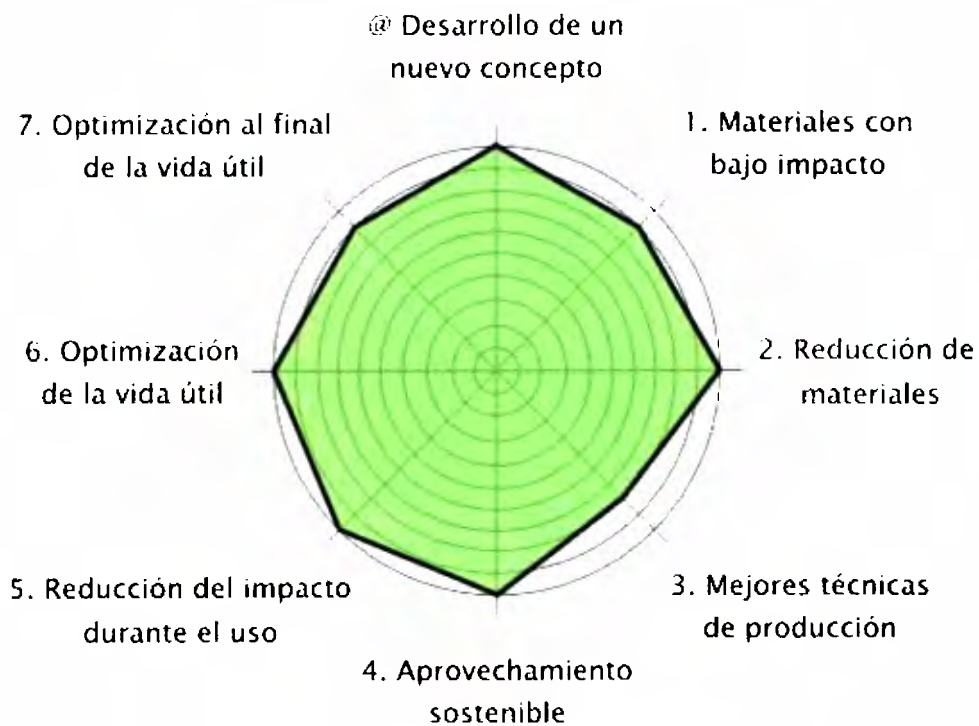 @ Desarrollo de un
nuevo concepto
1. Materiales con
bajo impacto
2. Reducción de
materiales
3. Mejores técnicas
de producción
4. Aprovechamiento
sostenible
5. Reducción del impacto
durante el uso
6. Optimización
de la vida útil
7. Optimización al final
de la vida útil